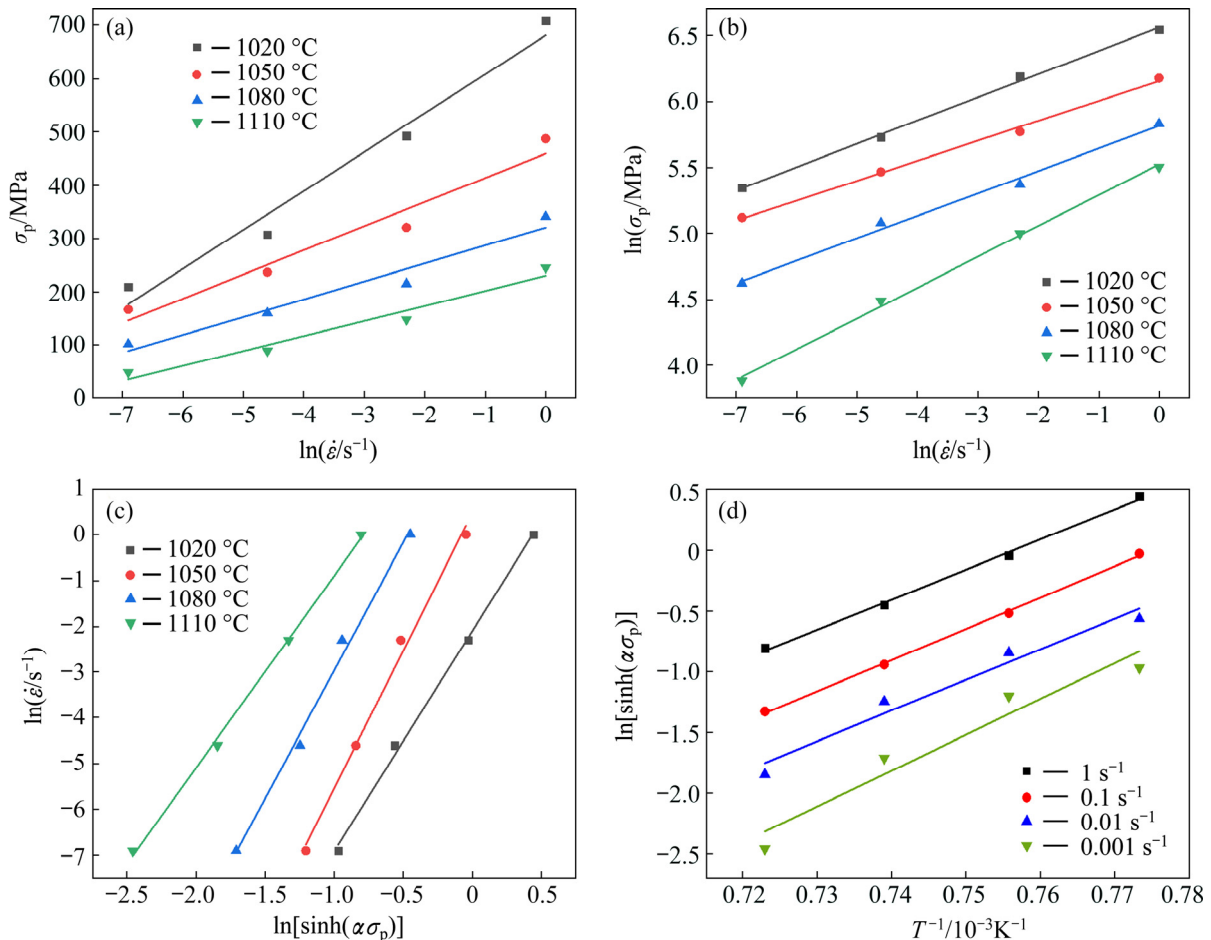 (a)
700
600
500
400
300
200
100
0
σp/MPa
— 1020 °C
— 1050 °C
— 1080 °C
— 1110 °C
−7 −6 −5 −4 −3 −2 −1 0
ln(ε̇/s−1)
(b)
6.5
6.0
5.5
5.0
4.5
4.0
ln(σp/MPa)
— 1020 °C
— 1050 °C
— 1080 °C
— 1110 °C
−7 −6 −5 −4 −3 −2 −1 0
ln(ε̇/s−1)
(c)
1
0
−1
−2
−3
−4
−5
−6
−7
ln(ε̇/s−1)
— 1020 °C
— 1050 °C
— 1080 °C
— 1110 °C
−2.5 −2.0 −1.5 −1.0 −0.5 0 0.5
ln[sinh(ασp)]
(d)
0.5
0
−0.5
−1.0
−1.5
−2.0
−2.5
ln[sinh(ασp)]
— 1 s−1
— 0.1 s−1
— 0.01 s−1
— 0.001 s−1
0.72 0.73 0.74 0.75 0.76 0.77 0.78
T−1/10−3K−1